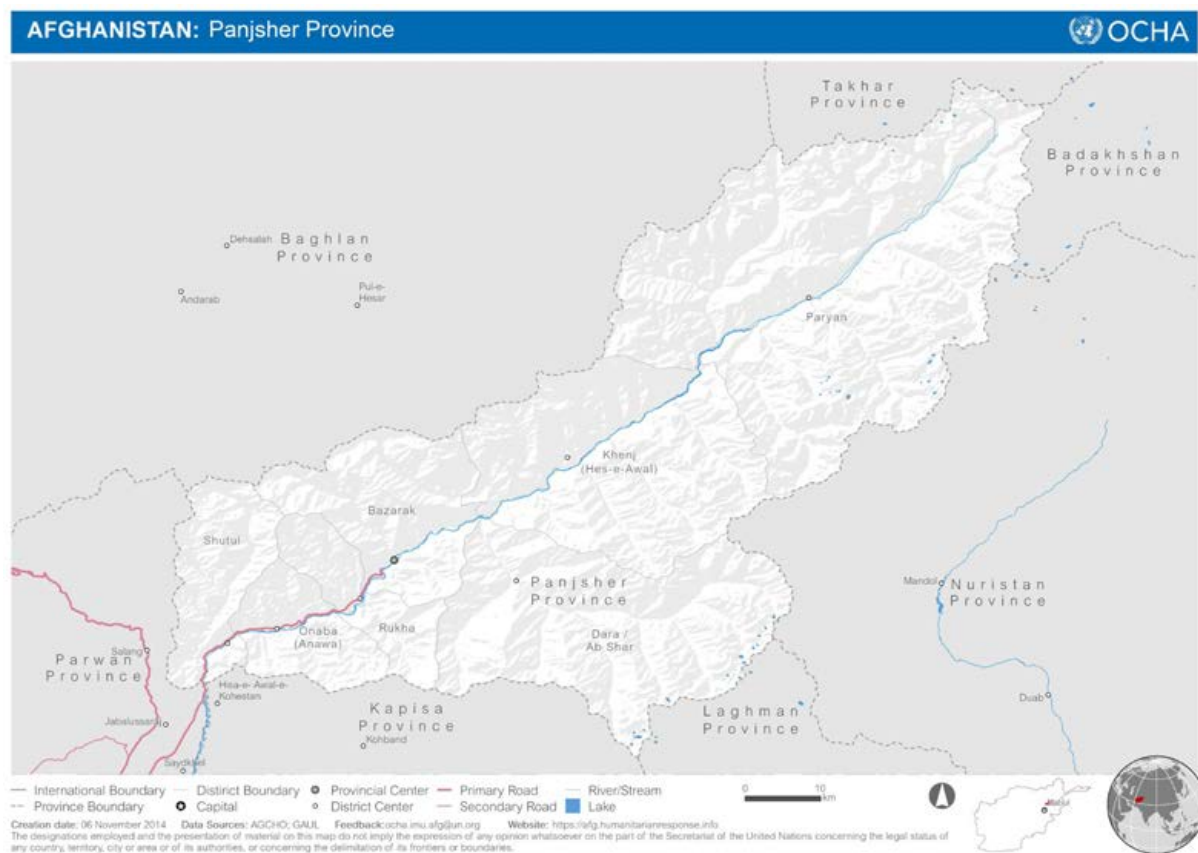 AFGHANISTAN: Panjsher Province
OCHA
Takhar
Province
Badakhshan
Province
Dehsalah
Baghlan
Province
Andarab
Pul-e-
Hesar
Paryan
Khenj
(Hes-e-Awal)
Bazarak
Shutul
Panjsher
Province
Mandol
Nuristan
Province
Onaba
(Anawa)
Rukha
Dara /
Ab Shar
Salang
Parwan
Province
Hisa-e- Awal-e-
Kohestan
Kapisa
Province
Laghman
Province
Duab
Jabalussaraj
Kohband
Saydkhel
International Boundary
District Boundary
Provincial Center
Primary Road
River/Stream
Province Boundary
Capital
District Center
Secondary Road
Lake
0 10
km
Kabul
Creation date: 06 November 2014 Data Sources: AGCHO; GAUL Feedback:ocha.imu.afg@un.org Website: https://afg.humanitarianresponse.info
The designations employed and the presentation of material on this map do not imply the expression of any opinion whatsoever on the part of the Secretariat of the United Nations concerning the legal status of
any country, territory, city or area or of its authorities, or concerning the delimitation of its frontiers or boundaries.